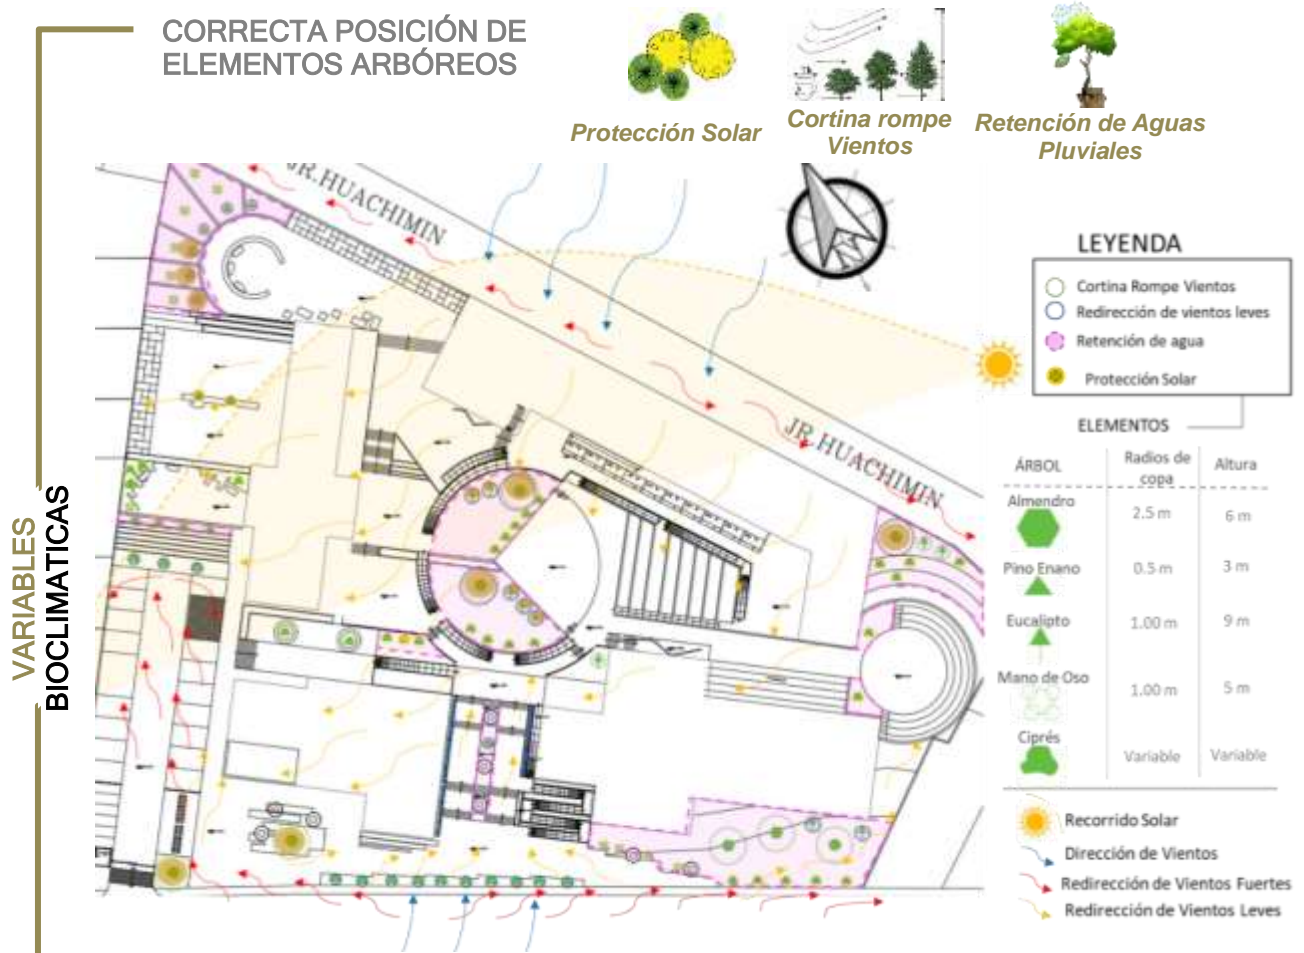 CORRECTA POSICIÓN DE
ELEMENTOS ARBÓREOS
Protección Solar
Cortina rompe
Vientos
Retención de Aguas
Pluviales
VARIABLES
BIOCLIMATICAS
JR.HUACHIMIN
JR.HUACHIMIN
N
LEYENDA
Cortina Rompe Vientos
Redirección de vientos leves
Retención de agua
Protección Solar
ELEMENTOS
ÁRBOL
Radios de
copa
Altura
Almendro
2.5 m
6 m
Pino Enano
0.5 m
3 m
Eucalipto
1.00 m
9 m
Mano de Oso
1.00 m
5 m
Ciprés
Variable
Variable
Recorrido Solar
Dirección de Vientos
Redirección de Vientos Fuertes
Redirección de Vientos Leves